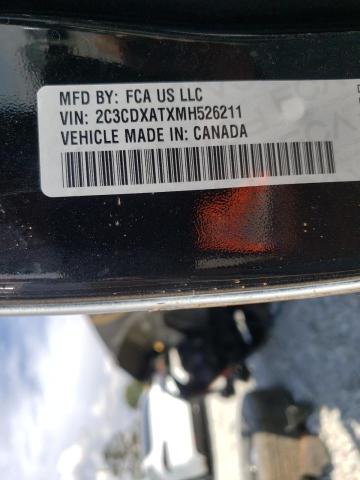 MFD BY: FCA US LLC
VIN: 2C3CDXATXMH526211
VEHICLE MADE IN: CANADA